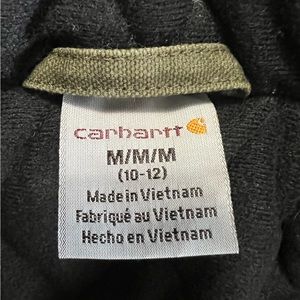 carhartt
M/M/M
(10-12)
Made in Vietnam
Fabriqué au Vietnam
Hecho en Vietnam